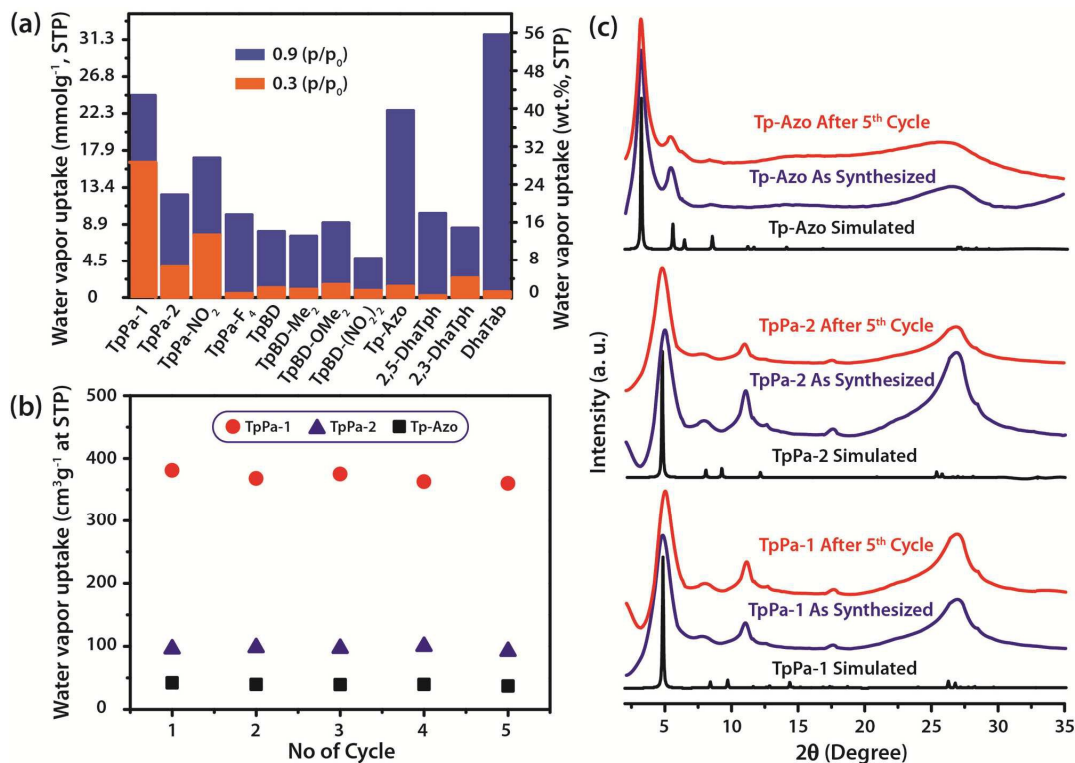 (a)
Water vapor uptake (mmolg⁻¹, STP)
31.3
26.8
22.3
17.9
13.4
8.9
4.5
0
0.9 (p/p₀)
0.3 (p/p₀)
56
48
40
32
24
16
8
0
Water vapor uptake (wt.%, STP)
TpPa-1
TpPa-2
TpPa-NO₂
TpPa-F₄
TpBD
TpBD-Me₂
TpBD-OMe₂
TpBD-(NO₂)₂
Tp-Azo
2,5-DhaTph
2,3-DhaTph
DhaTab
(b)
Water vapor uptake (cm³g⁻¹ at STP)
500
400
300
200
100
0
TpPa-1
TpPa-2
Tp-Azo
1
2
3
4
5
No of Cycle
(c)
Intensity (a. u.)
Tp-Azo After 5ᵗʰ Cycle
Tp-Azo As Synthesized
Tp-Azo Simulated
TpPa-2 After 5ᵗʰ Cycle
TpPa-2 As Synthesized
TpPa-2 Simulated
TpPa-1 After 5ᵗʰ Cycle
TpPa-1 As Synthesized
TpPa-1 Simulated
5
10
15
20
25
30
35
2θ (Degree)